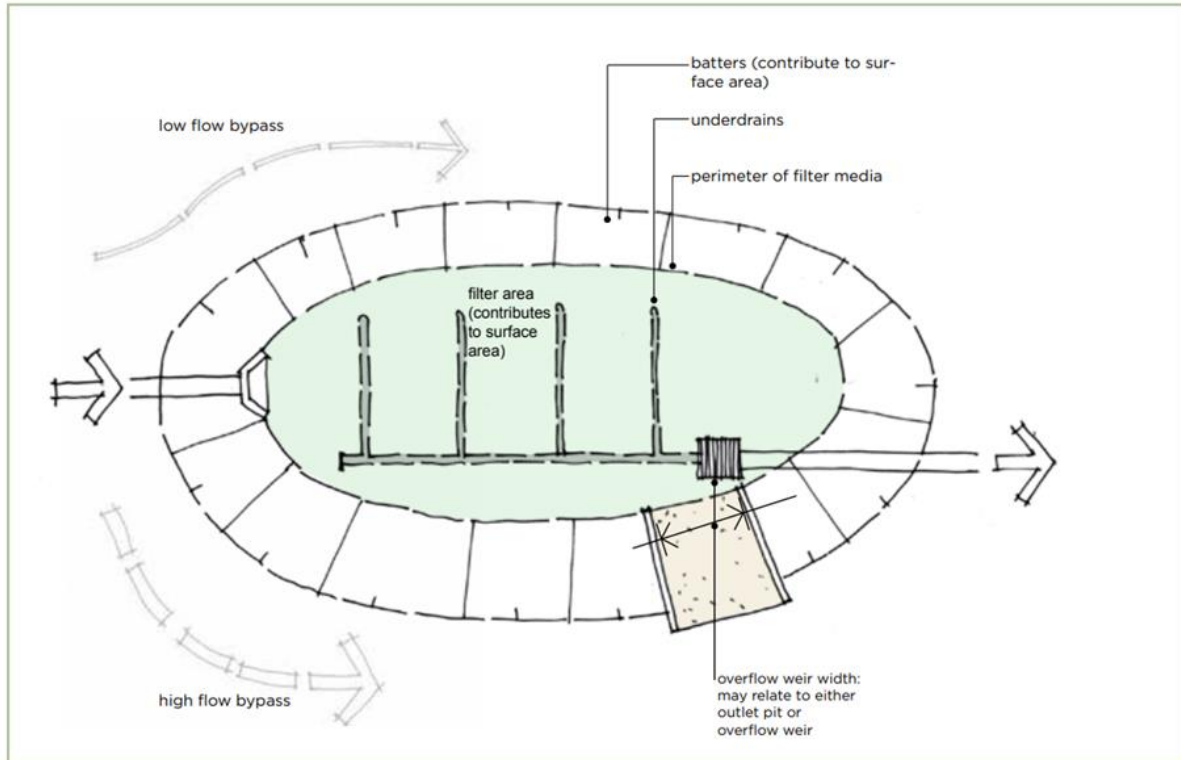 batters (contribute to sur-
face area)
low flow bypass
underdrains
perimeter of filter media
filter area
(contributes
to surface
area)
high flow bypass
overflow weir width:
may relate to either
outlet pit or
overflow weir